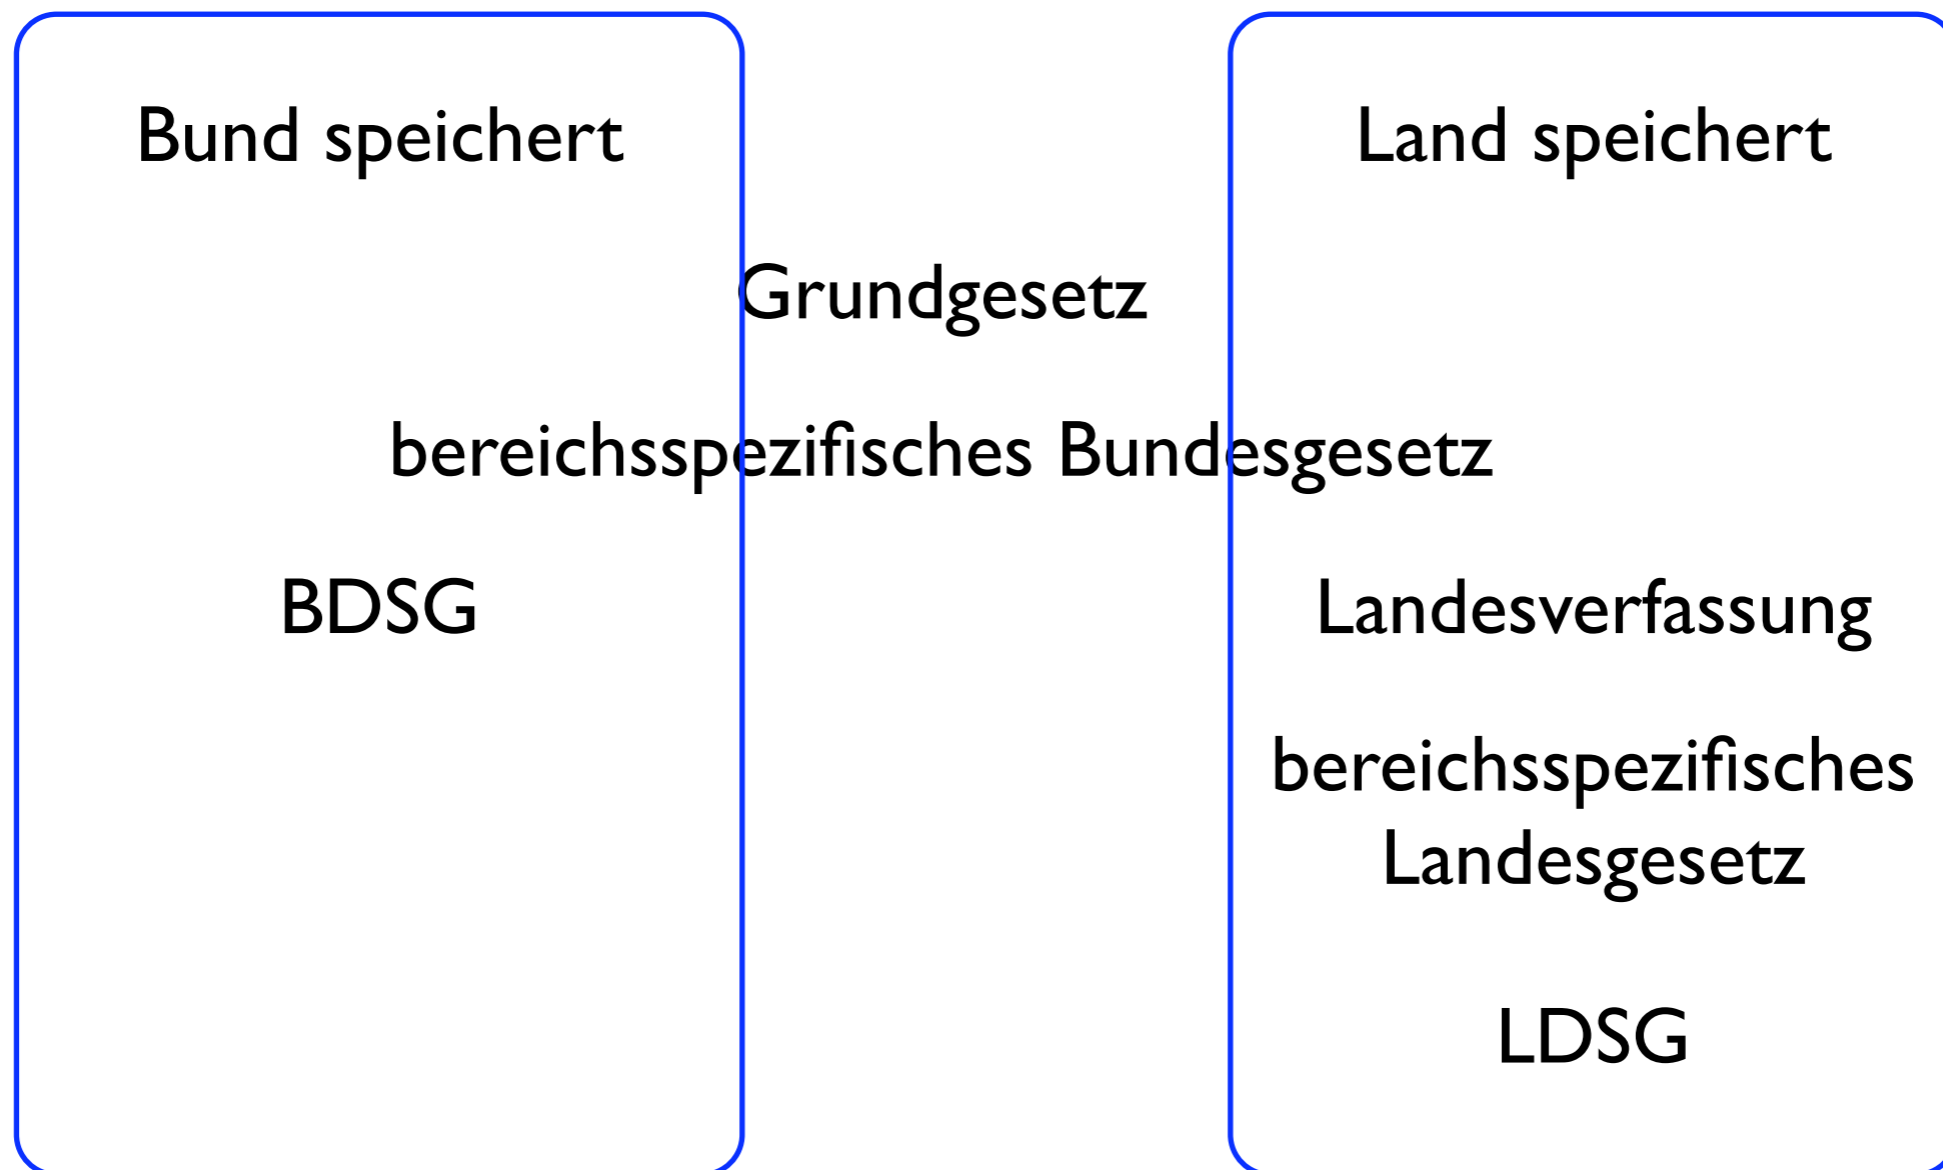 Bund speichert
Land speichert
Grundgesetz
bereichsspezifisches Bundesgesetz
BDSG
Landesverfassung
bereichsspezifisches
Landesgesetz
LDSG